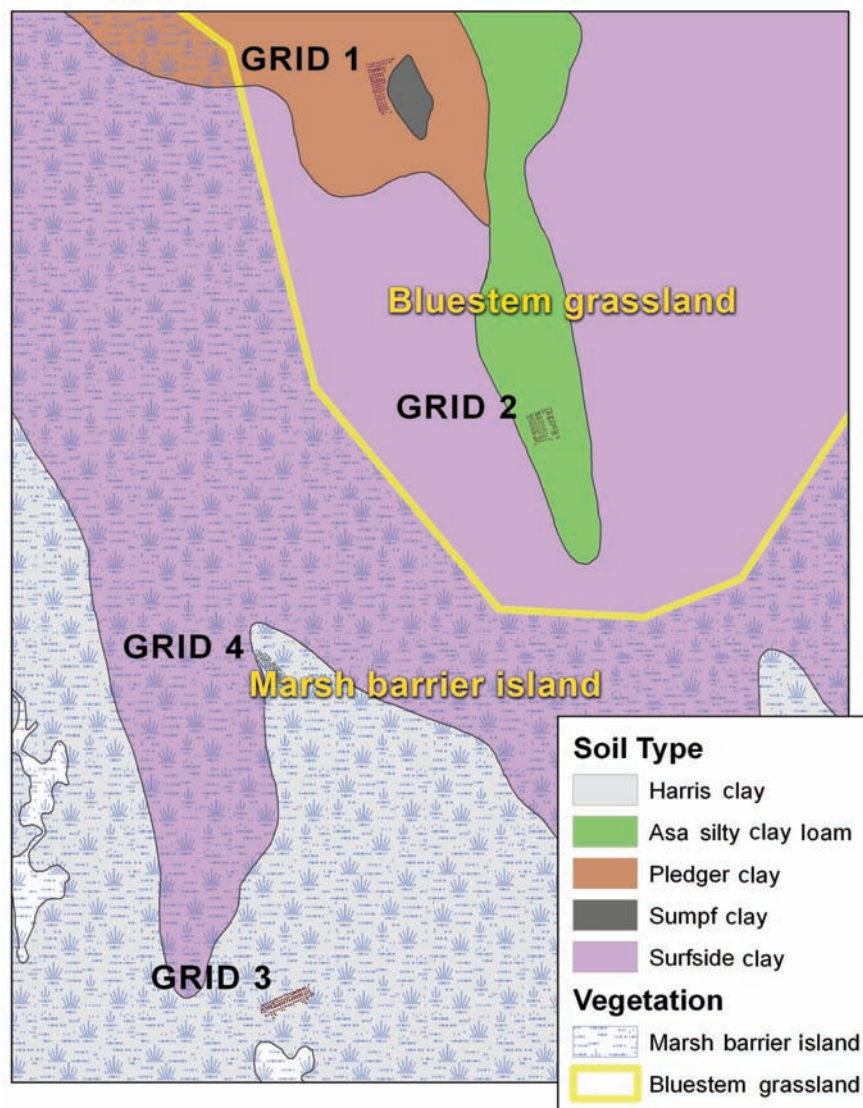 GRID 1
Bluestem grassland
GRID 2
GRID 4
Marsh barrier island
GRID 3
Soil Type
Harris clay
Asa silty clay loam
Pledger clay
Sumpf clay
Surfside clay
Vegetation
Marsh barrier island
Bluestem grassland